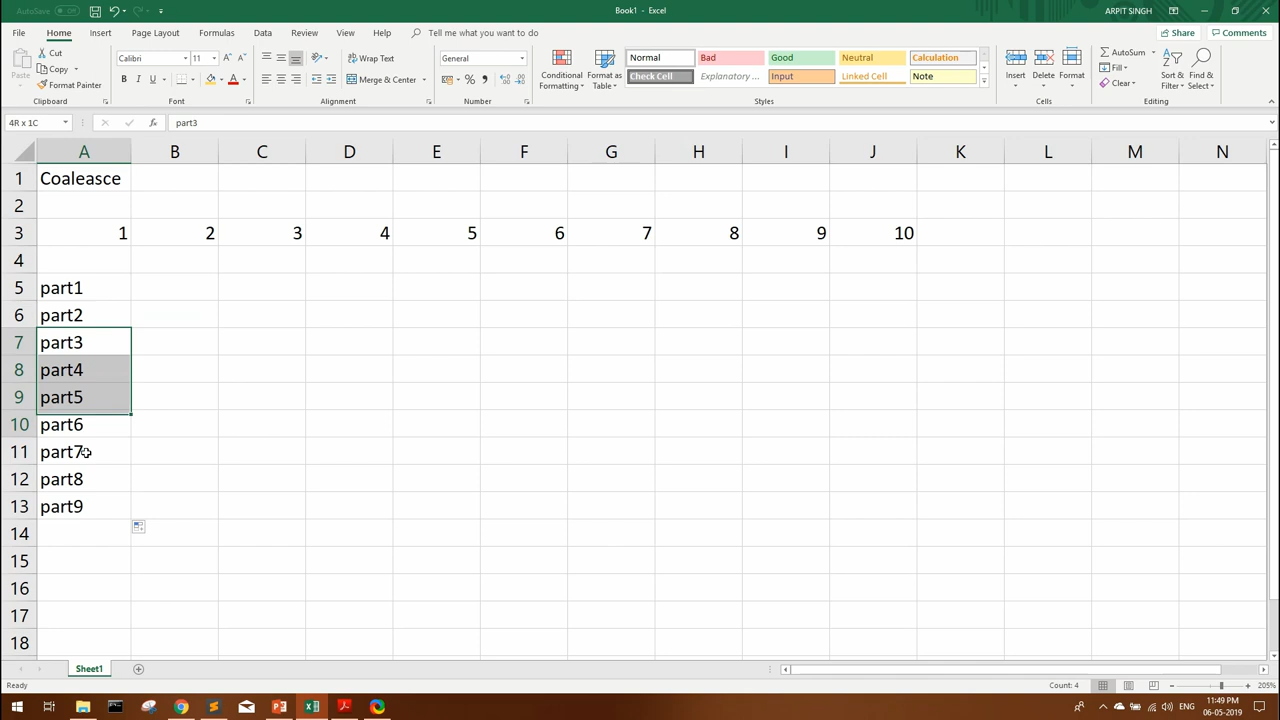 AutoSave Off
Book1 - Excel
ARPIT SINGH
File Home Insert Page Layout Formulas Data Review View Help Tell me what you want to do
Share Comments
Paste
Cut
Copy
Format Painter
Clipboard
Calibri 11
B I U
Font
Wrap Text
Merge & Center
Alignment
General
Number
Conditional Formatting
Format as Table
Normal Bad Good Neutral Calculation
Check Cell Explanatory ... Input Linked Cell Note
Styles
Insert Delete Format
Cells
AutoSum
Fill
Clear
Sort & Filter
Find & Select
Editing
4R x 1C fx part3
A B C D E F G H I J K L M N
1 Coaleasce
2
3 1 2 3 4 5 6 7 8 9 10
4
5 part1
6 part2
7 part3
8 part4
9 part5
10 part6
11 part7
12 part8
13 part9
14
15
16
17
18
Sheet1
Ready
Count: 4
205%
ENG
11:49 PM
06-05-2019